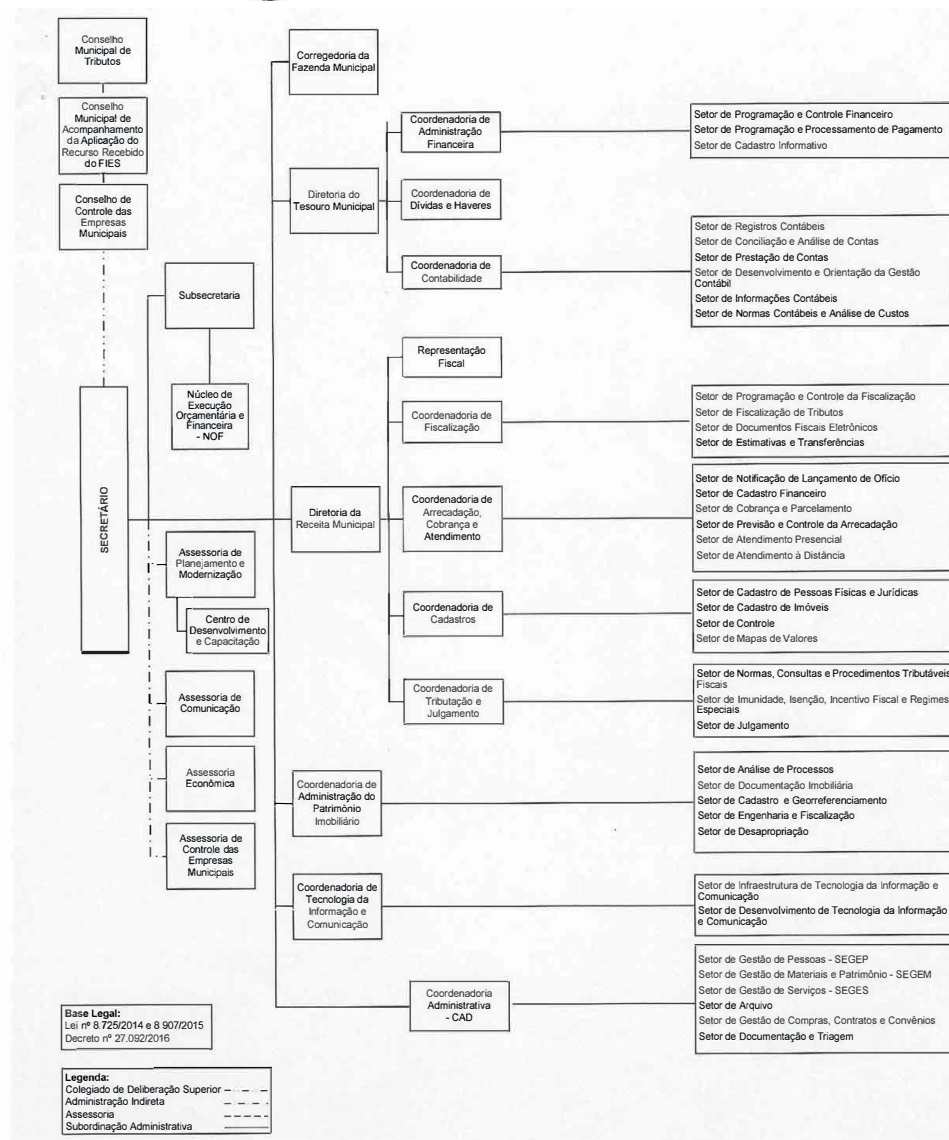 Conselho
Municipal de
Tributos
Conselho
Municipal de
Acompanhamento
da Aplicação do
Recurso Recebido
do FIES
Conselho de
Controle das
Empresas
Municipais
SECRETÁRIO
Subsecretaria
Núcleo de
Execução
Orçamentária e
Financeira
- NOF
Assessoria de
Planejamento e
Modernização
Centro de
Desenvolvimento
e Capacitação
Assessoria de
Comunicação
Assessoria
Econômica
Assessoria de
Controle das
Empresas
Municipais
Corregedoria da
Fazenda Municipal
Diretoria do
Tesouro Municipal
Coordenadoria de
Administração
Financeira
Setor de Programação e Controle Financeiro
Setor de Programação e Processamento de Pagamento
Setor de Cadastro Informativo
Coordenadoria de
Dívidas e Haveres
Coordenadoria de
Contabilidade
Setor de Registros Contábeis
Setor de Conciliação e Análise de Contas
Setor de Prestação de Contas
Setor de Desenvolvimento e Orientação da Gestão
Contábil
Setor de Informações Contábeis
Setor de Normas Contábeis e Análise de Custos
Diretoria da
Receita Municipal
Representação
Fiscal
Coordenadoria de
Fiscalização
Setor de Programação e Controle da Fiscalização
Setor de Fiscalização de Tributos
Setor de Documentos Fiscais Eletrônicos
Setor de Estimativas e Transferências
Coordenadoria de
Arrecadação,
Cobrança e
Atendimento
Setor de Notificação de Lançamento de Ofício
Setor de Cadastro Financeiro
Setor de Cobrança e Parcelamento
Setor de Previsão e Controle da Arrecadação
Setor de Atendimento Presencial
Setor de Atendimento à Distância
Coordenadoria de
Cadastros
Setor de Cadastro de Pessoas Físicas e Jurídicas
Setor de Cadastro de Imóveis
Setor de Controle
Setor de Mapas de Valores
Coordenadoria de
Tributação e
Julgamento
Setor de Normas, Consultas e Procedimentos Tributáveis
Fiscais
Setor de Imunidade, Isenção, Incentivo Fiscal e Regimes
Especiais
Setor de Julgamento
Coordenadoria de
Administração do
Patrimônio
Imobiliário
Setor de Análise de Processos
Setor de Documentação Imobiliária
Setor de Cadastro e Georreferenciamento
Setor de Engenharia e Fiscalização
Setor de Desapropriação
Coordenadoria de
Tecnologia da
Informação e
Comunicação
Setor de Infraestrutura de Tecnologia da Informação e
Comunicação
Setor de Desenvolvimento de Tecnologia da Informação
e Comunicação
Coordenadoria
Administrativa
- CAD
Setor de Gestão de Pessoas - SEGEP
Setor de Gestão de Materiais e Patrimônio - SEGEM
Setor de Gestão de Serviços - SEGES
Setor de Arquivo
Setor de Gestão de Compras, Contratos e Convênios
Setor de Documentação e Triagem
Base Legal:
Lei nº 8.725/2014 e 8 907/2015
Decreto nº 27.092/2016
Legenda:
Colegiado de Deliberação Superior
Administração Indireta
Assessoria
Subordinação Administrativa